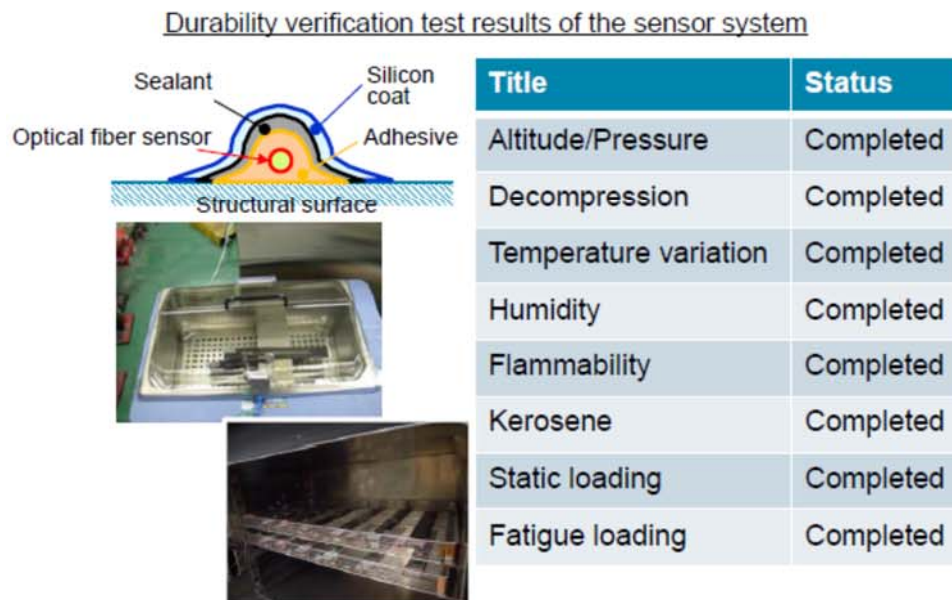 Durability verification test results of the sensor system
Sealant
Silicon
coat
Optical fiber sensor
Adhesive
Structural surface
Title Status
Altitude/Pressure Completed
Decompression Completed
Temperature variation Completed
Humidity Completed
Flammability Completed
Kerosene Completed
Static loading Completed
Fatigue loading Completed